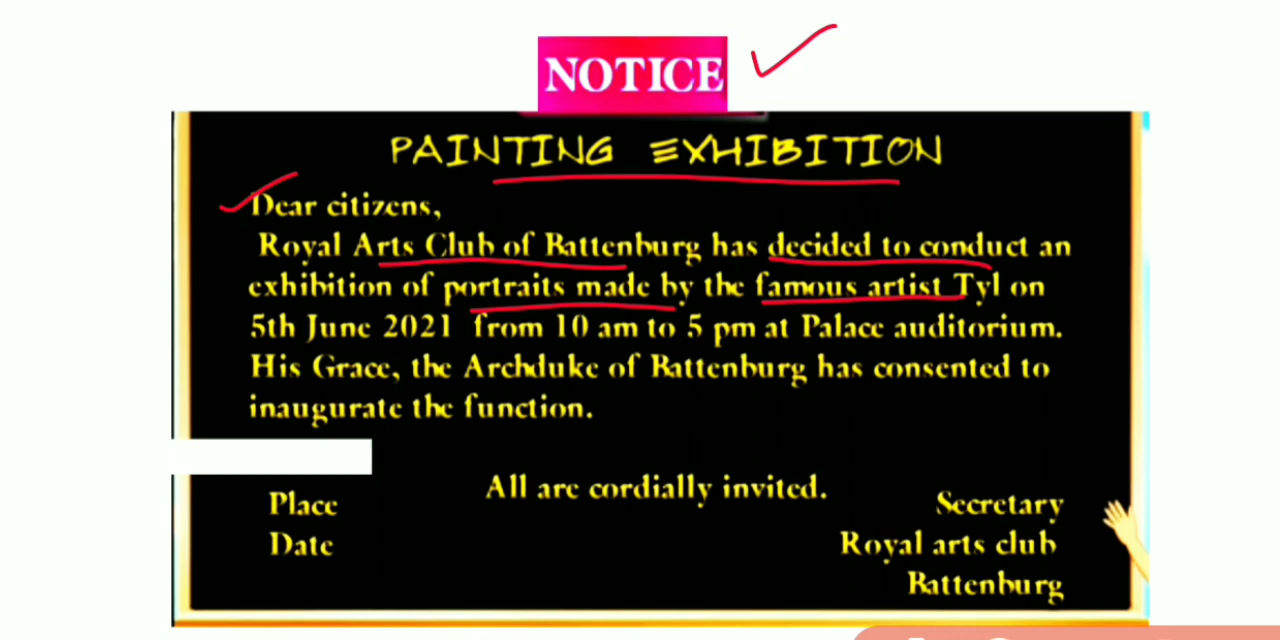 NOTICE
PAINTING EXHIBITION
Dear citizens,
Royal Arts Club of Battenburg has decided to conduct an
exhibition of portraits made by the famous artist Tyl on
5th June 2021 from 10 am to 5 pm at Palace auditorium.
His Grace, the Archduke of Battenburg has consented to
inaugurate the function.
All are cordially invited.
Place
Date
Secretary
Royal arts club
Battenburg